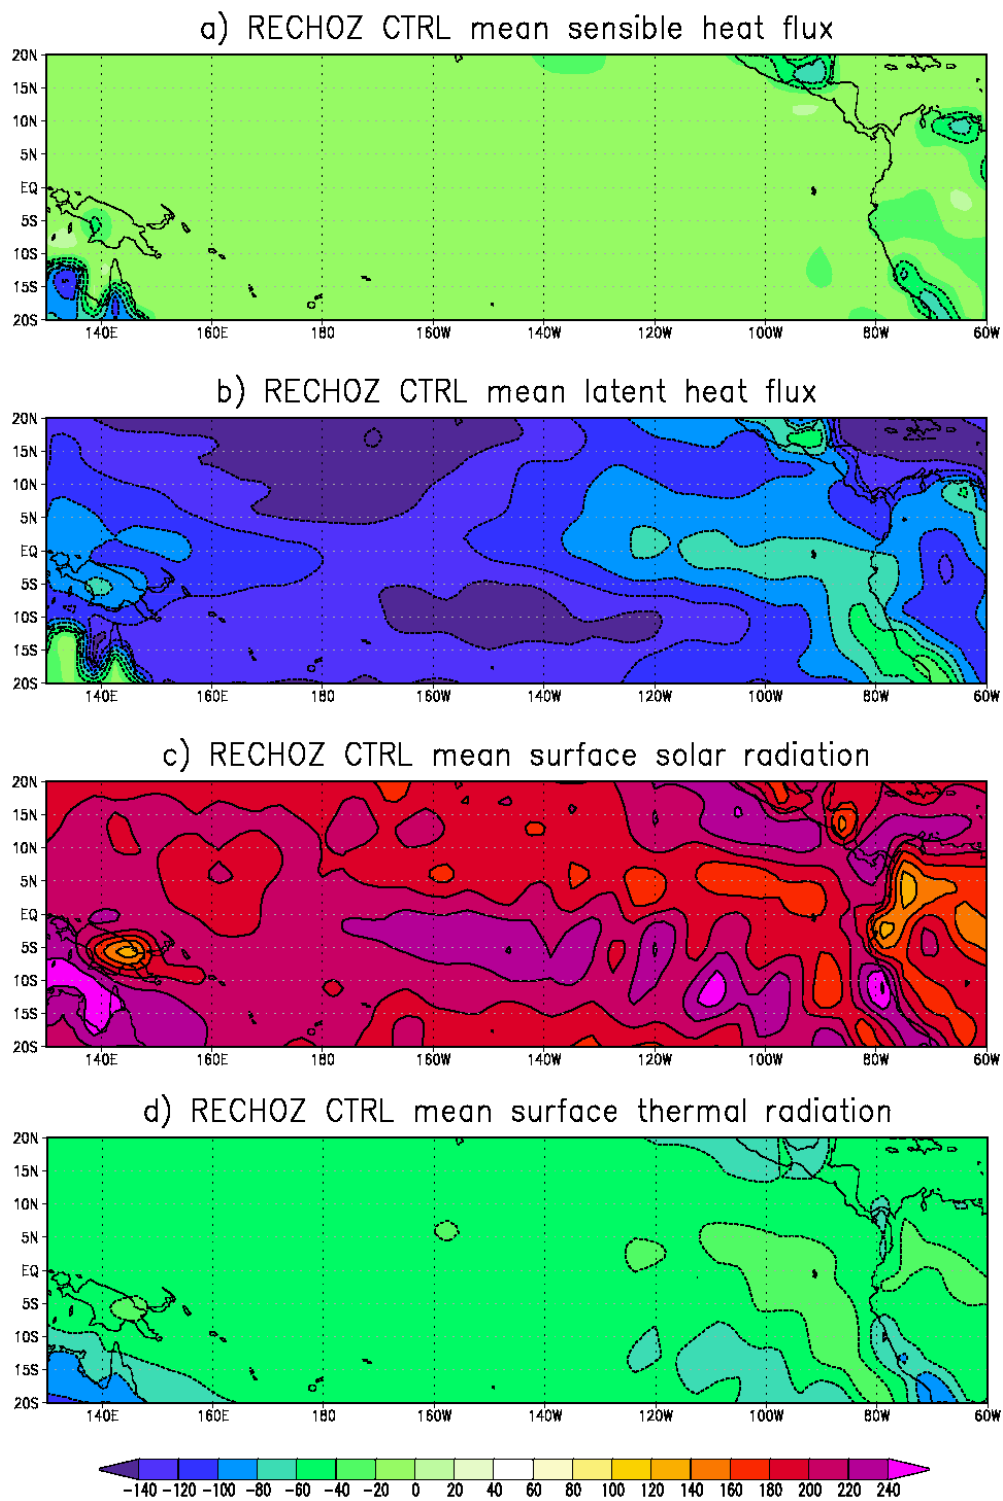 a) RECHOZ CTRL mean sensible heat flux
20N
15N
10N
5N
EQ
5S
10S
15S
20S
140E 160E 180 160W 140W 120W 100W 80W 60W
b) RECHOZ CTRL mean latent heat flux
20N
15N
10N
5N
EQ
5S
10S
15S
20S
140E 160E 180 160W 140W 120W 100W 80W 60W
c) RECHOZ CTRL mean surface solar radiation
20N
15N
10N
5N
EQ
5S
10S
15S
20S
140E 160E 180 160W 140W 120W 100W 80W 60W
d) RECHOZ CTRL mean surface thermal radiation
20N
15N
10N
5N
EQ
5S
10S
15S
20S
140E 160E 180 160W 140W 120W 100W 80W 60W
-140 -120 -100 -80 -60 -40 -20 0 20 40 60 80 100 120 140 160 180 200 220 240